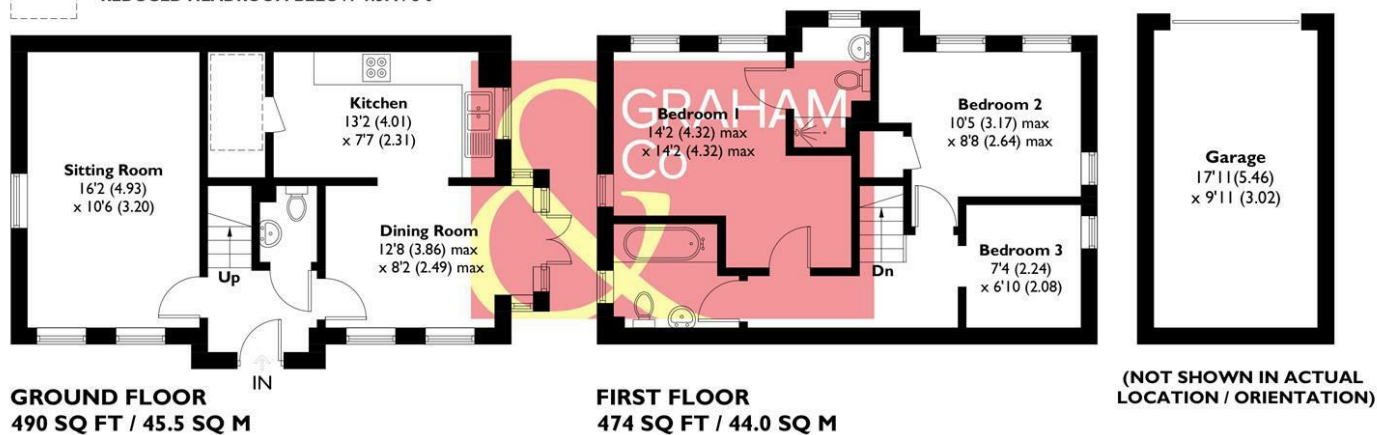 Kitchen
13'2 (4.01)
x 7'7 (2.31)
Sitting Room
16'2 (4.93)
x 10'6 (3.20)
Dining Room
12'8 (3.86) max
x 8'2 (2.49) max
Up
IN
GROUND FLOOR
490 SQ FT / 45.5 SQ M
&
GRAHAM
Co
Bedroom 1
14'2 (4.32) max
x 14'2 (4.32) max
Bedroom 2
10'5 (3.17) max
x 8'8 (2.64) max
Bedroom 3
7'4 (2.24)
x 6'10 (2.08)
Dn
FIRST FLOOR
474 SQ FT / 44.0 SQ M
Garage
17'11(5.46)
x 9'11 (3.02)
(NOT SHOWN IN ACTUAL
LOCATION / ORIENTATION)